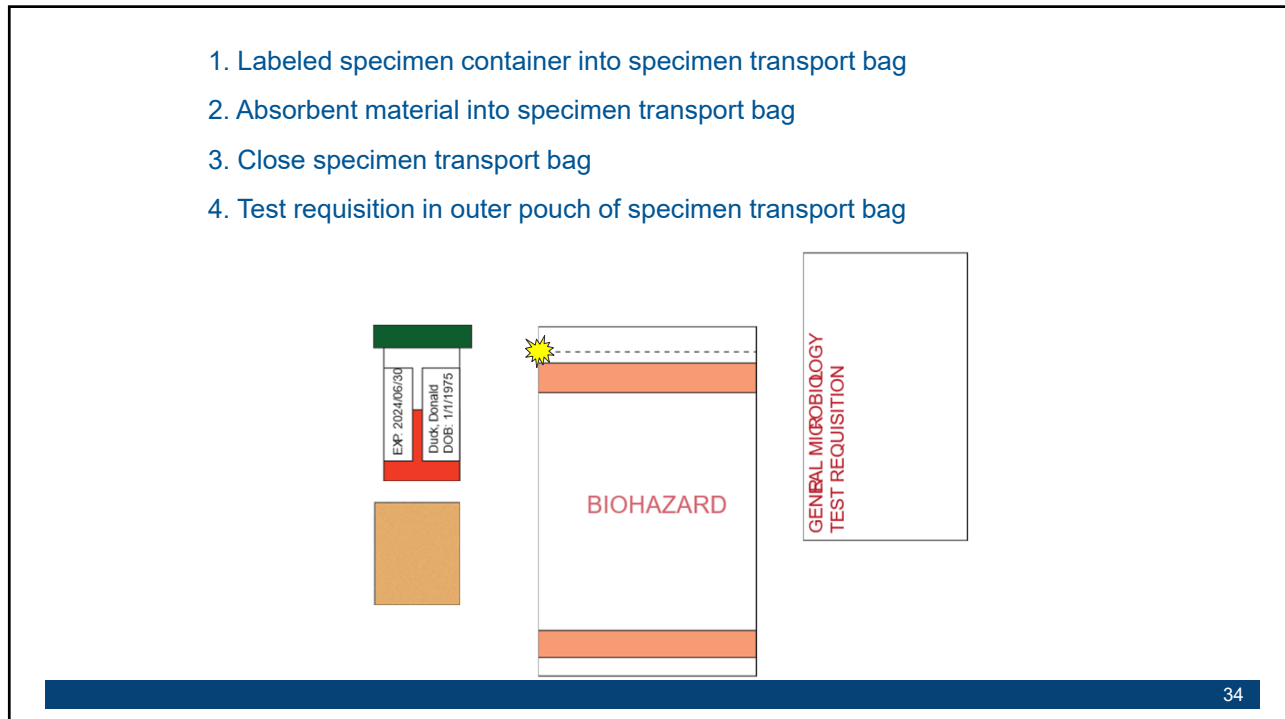 1. Labeled specimen container into specimen transport bag
2. Absorbent material into specimen transport bag
3. Close specimen transport bag
4. Test requisition in outer pouch of specimen transport bag
EXP. 2024/06/30
Duck, Donald
DOB: 1/1/1975
BIOHAZARD
GENERAL MICROBIOLOGY
TEST REQUISITION
34